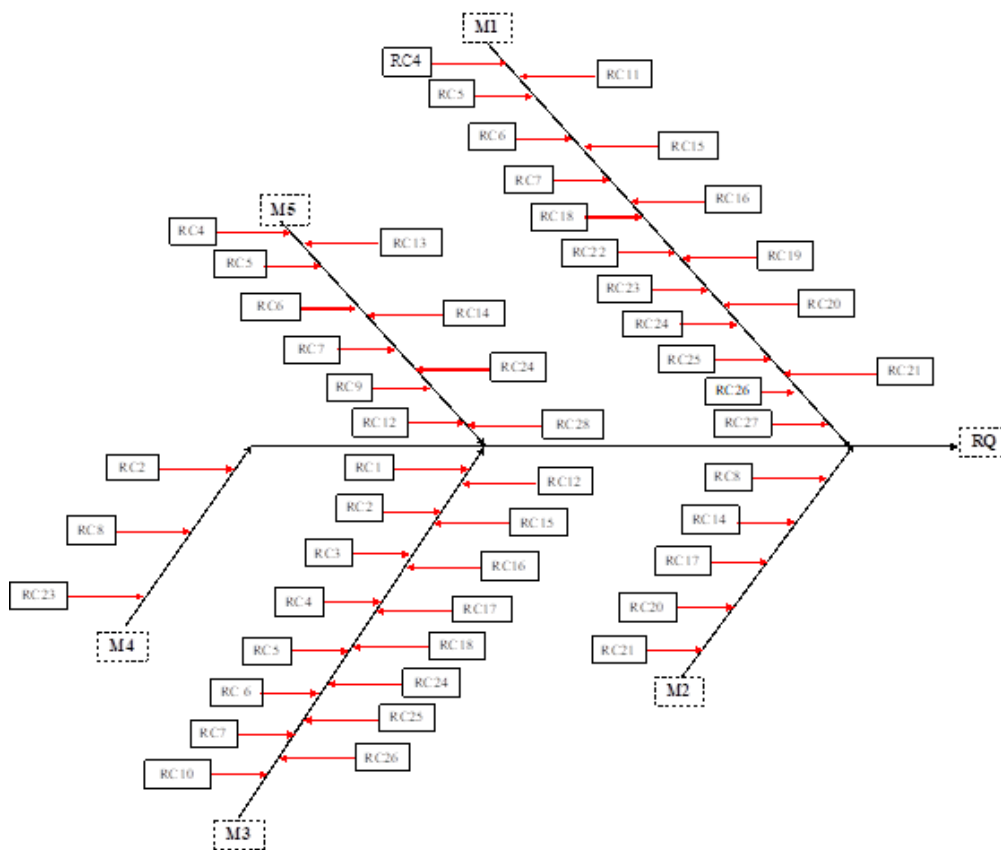 M1
RC4
RC11
RC5
RC6
RC15
RC7
RC16
RC18
RC22
RC19
RC23
RC20
RC24
RC25
RC21
RC26
RC27
M5
RC4
RC13
RC5
RC6
RC14
RC7
RC24
RC9
RC12
RC28
RQ
RC2
RC8
RC23
M4
RC1
RC12
RC2
RC15
RC3
RC16
RC4
RC17
RC5
RC18
RC 6
RC24
RC7
RC25
RC10
RC26
M3
RC8
RC14
RC17
RC20
RC21
M2